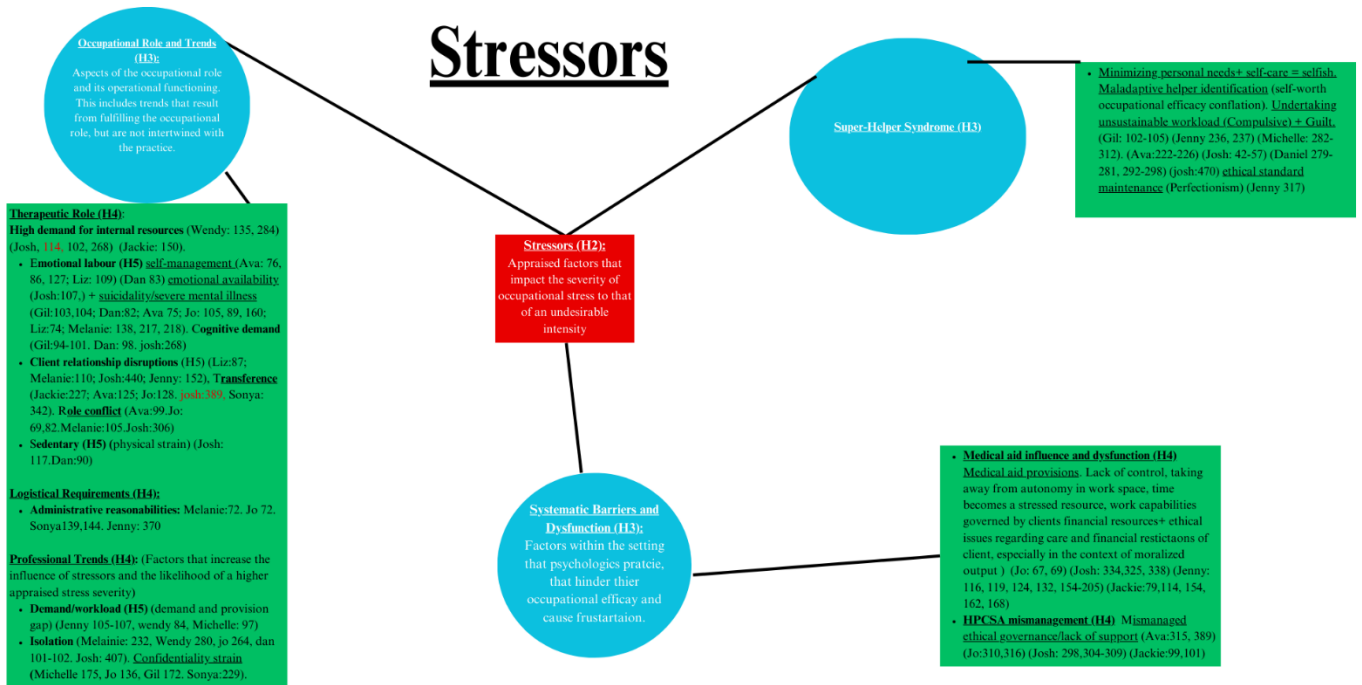 Stressors
Occupational Role and Trends
(H3):
Aspects of the occupational role
and its operational functioning.
This includes trends that result
from fulfilling the occupational
role, but are not intertwined with
the practice.
Therapeutic Role (H4):
High demand for internal resources (Wendy: 135, 284)
(Josh, 114, 102, 268) (Jackie: 150).
• Emotional labour (H5) self-management (Ava: 76,
86, 127; Liz: 109) (Dan 83) emotional availability
(Josh:107,) + suicidality/severe mental illness
(Gil:103,104; Dan:82; Ava 75; Jo: 105, 89, 160;
Liz:74; Melanie: 138, 217, 218). Cognitive demand
(Gil:94-101. Dan: 98. josh:268)
• Client relationship disruptions (H5) (Liz:87;
Melanie:110; Josh:440; Jenny: 152), Transference
(Jackie:227; Ava:125; Jo:128. josh:389. Sonya:
342). Role conflict (Ava:99.Jo:
69,82.Melanie:105.Josh:306)
• Sedentary (H5) (physical strain) (Josh:
117.Dan:90)
Logistical Requirements (H4):
• Administrative reasonabilities: Melanie:72. Jo 72.
Sonya139,144. Jenny: 370
Professional Trends (H4): (Factors that increase the
influence of stressors and the likelihood of a higher
appraised stress severity)
• Demand/workload (H5) (demand and provision
gap) (Jenny 105-107, wendy 84, Michelle: 97)
• Isolation (Melainie: 232, Wendy 280, jo 264, dan
101-102. Josh: 407). Confidentiality strain
(Michelle 175, Jo 136, Gil 172. Sonya:229).
Stressors (H2):
Appraised factors that
impact the severity of
occupational stress to that
of an undesirable
intensity
Super-Helper Syndrome (H3)
• Minimizing personal needs+ self-care = selfish.
Maladaptive helper identification (self-worth
occupational efficacy conflation). Undertaking
unsustainable workload (Compulsive) + Guilt.
(Gil: 102-105) (Jenny 236, 237) (Michelle: 282-
312). (Ava:222-226) (Josh: 42-57) (Daniel 279-
281, 292-298) (josh:470) ethical standard
maintenance (Perfectionism) (Jenny 317)
Systematic Barriers and
Dysfunction (H3):
Factors within the setting
that psychologics pratcie,
that hinder thier
occupational efficay and
cause frustartaion.
• Medical aid influence and dysfunction (H4)
Medical aid provisions. Lack of control, taking
away from autonomy in work space, time
becomes a stressed resource, work capabilities
governed by clients financial resources+ ethical
issues regarding care and financial restictaons of
client, especially in the context of moralized
output ) (Jo: 67, 69) (Josh: 334,325, 338) (Jenny:
116, 119, 124, 132, 154-205) (Jackie:79,114, 154,
162, 168)
• HPCSA mismanagement (H4) Mismanaged
ethical governance/lack of support (Ava:315, 389)
(Jo:310,316) (Josh: 298,304-309) (Jackie:99,101)